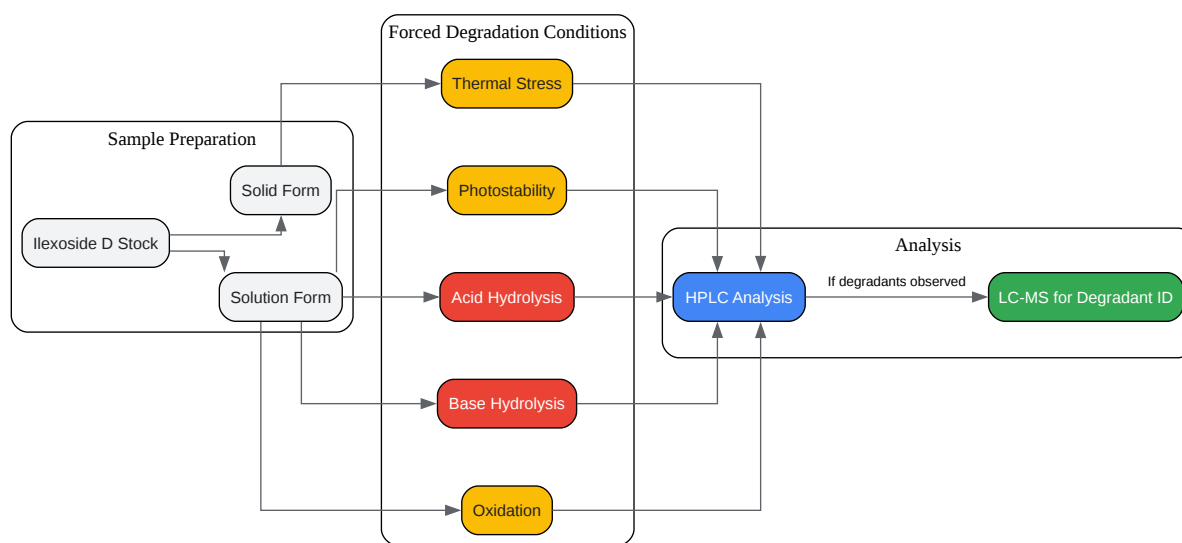 Forced Degradation Conditions
Thermal Stress
Sample Preparation
Solid Form
Photostability
Ilexoside D Stock
Analysis
Solution Form
Acid Hydrolysis
HPLC Analysis
If degradants observed
LC-MS for Degradant ID
Base Hydrolysis
Oxidation